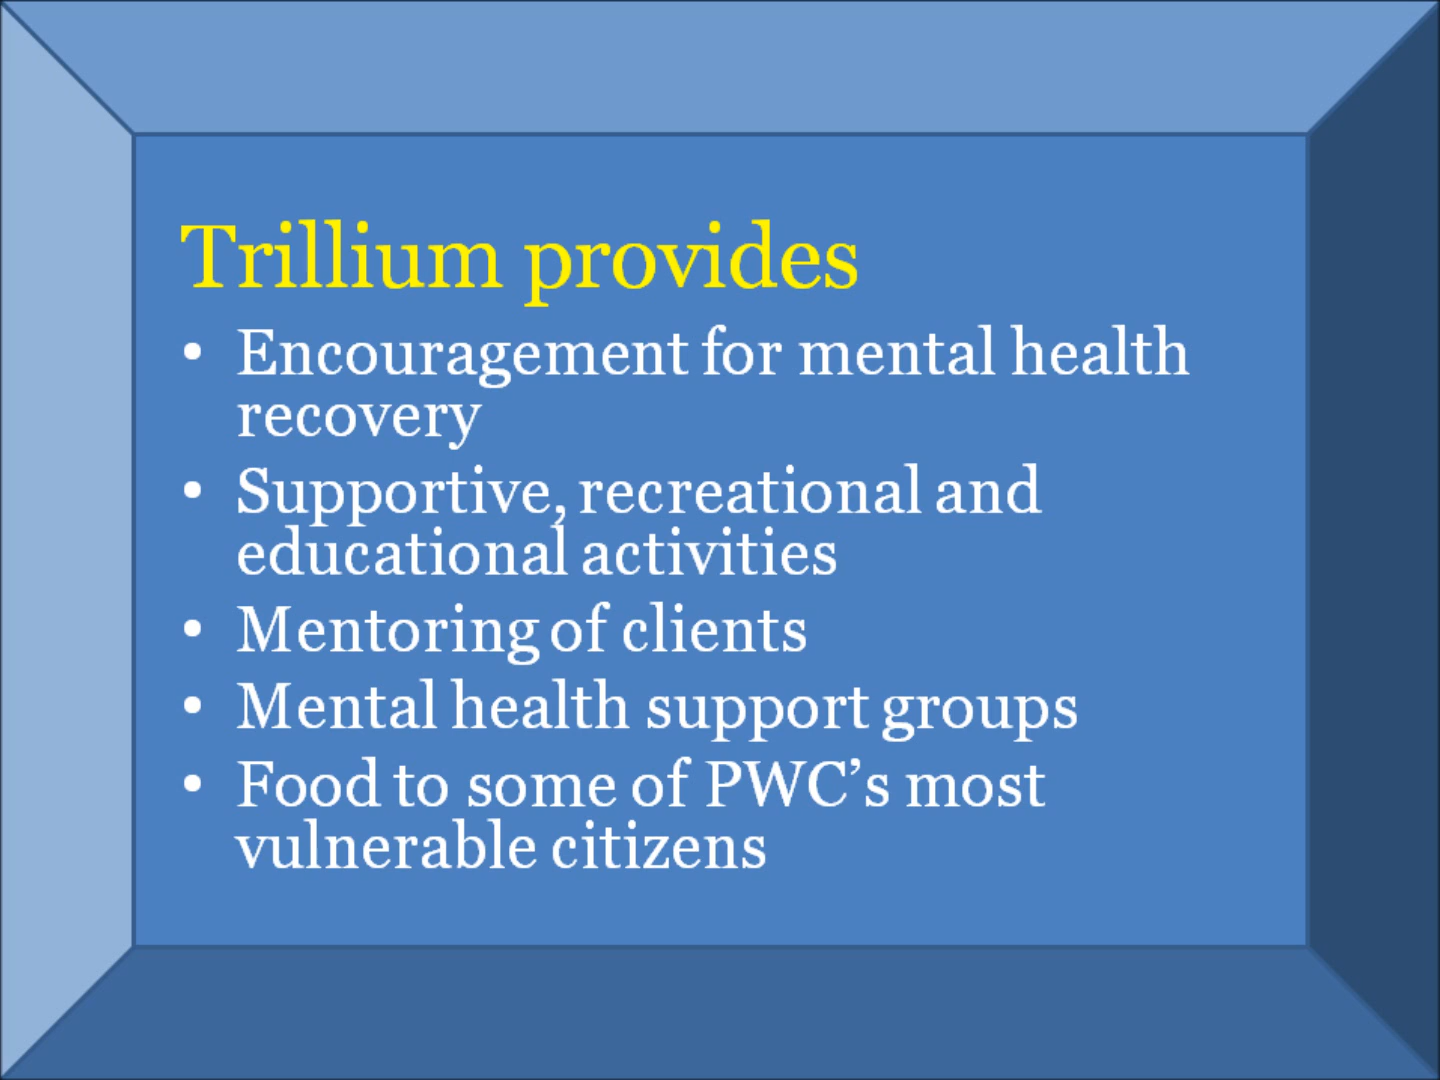 Trillium provides
• Encouragement for mental health
recovery
• Supportive, recreational and
educational activities
• Mentoring of clients
• Mental health support groups
• Food to some of PWC’s most
vulnerable citizens